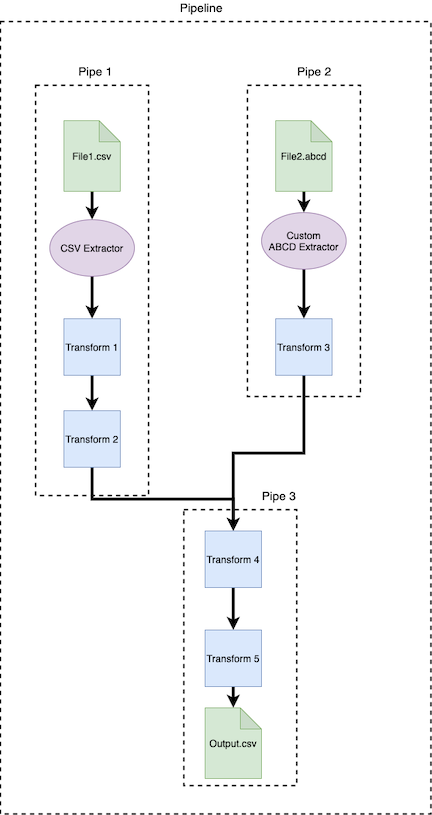 Pipeline
Pipe 1
Pipe 2
File1.csv
File2.abcd
CSV Extractor
Custom
ABCD Extractor
Transform 1
Transform 3
Transform 2
Pipe 3
Transform 4
Transform 5
Output.csv